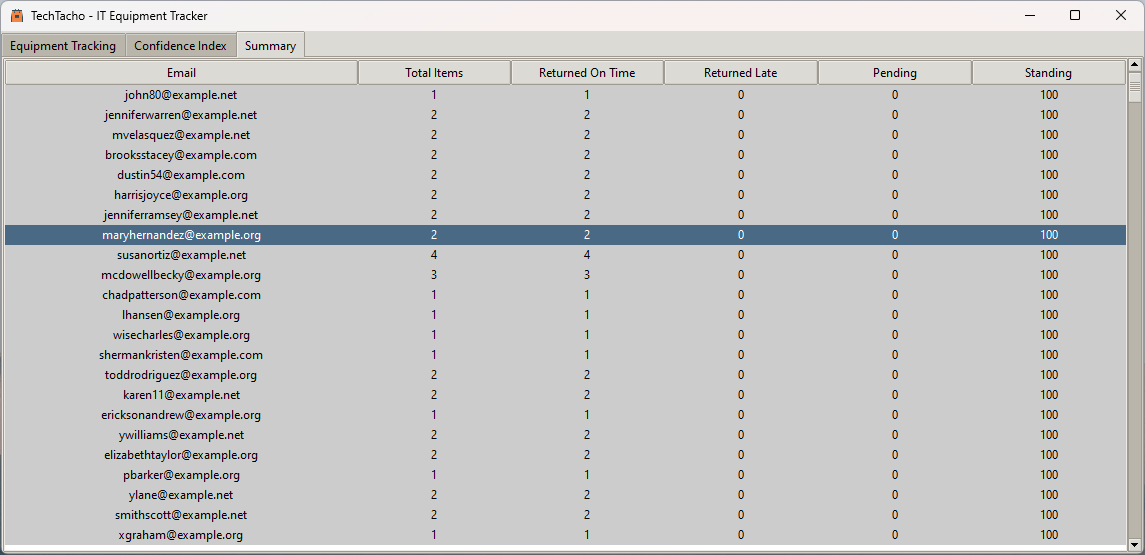 TechTacho - IT Equipment Tracker
Equipment Tracking Confidence Index Summary
Email Total Items Returned On Time Returned Late Pending Standing
john80@example.net 1 1 0 0 100
jenniferwarren@example.net 2 2 0 0 100
mvelasquez@example.net 2 2 0 0 100
brooksstacey@example.com 2 2 0 0 100
dustin54@example.com 2 2 0 0 100
harrisjoyce@example.org 2 2 0 0 100
jenniferramsey@example.net 2 2 0 0 100
maryhernandez@example.org 2 2 0 0 100
susanortiz@example.net 4 4 0 0 100
mcdowellbecky@example.org 3 3 0 0 100
chadpatterson@example.com 1 1 0 0 100
lhansen@example.org 1 1 0 0 100
wisecharles@example.org 1 1 0 0 100
shermankristen@example.com 1 1 0 0 100
toddrodriguez@example.org 2 2 0 0 100
karen11@example.net 2 2 0 0 100
ericksonandrew@example.org 1 1 0 0 100
ywilliams@example.net 2 2 0 0 100
elizabethtaylor@example.org 2 2 0 0 100
pbarker@example.org 1 1 0 0 100
ylane@example.net 2 2 0 0 100
smithscott@example.net 2 2 0 0 100
xgraham@example.org 1 1 0 0 100